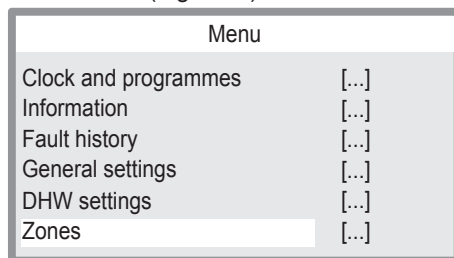 Menu
Clock and programmes [...]
Information [...]
Fault history [...]
General settings [...]
DHW settings [...]
Zones [...]